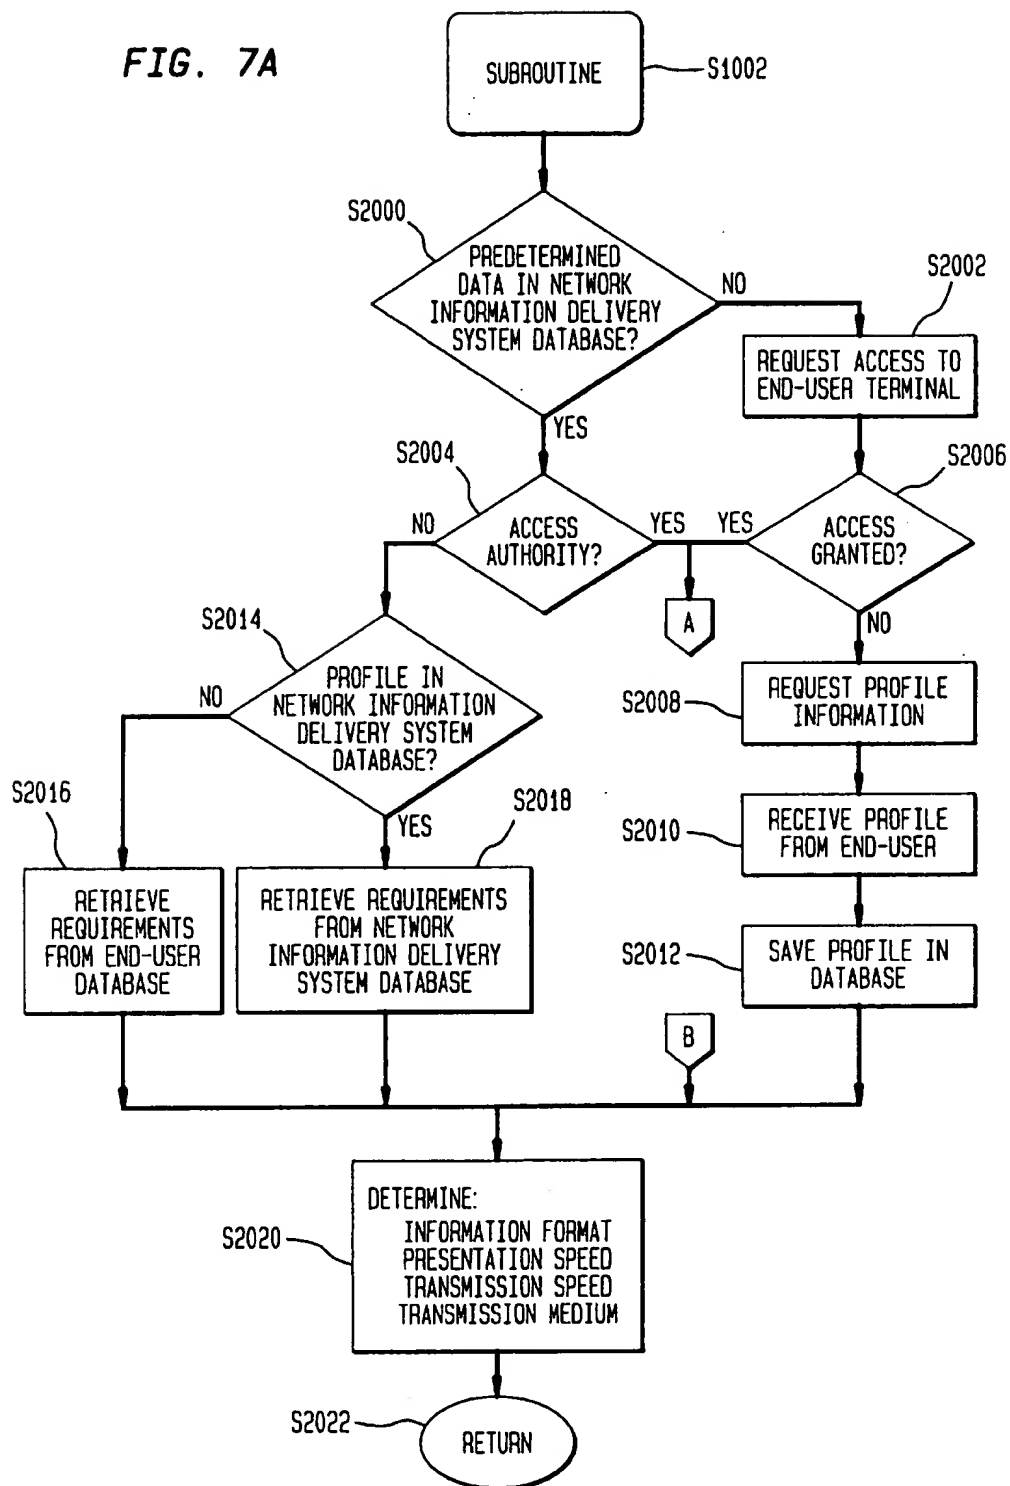 FIG. 7A
SUBROUTINE
S1002
S2000
PREDETERMINED
DATA IN NETWORK
INFORMATION DELIVERY
SYSTEM DATABASE?
NO
S2002
REQUEST ACCESS TO
END-USER TERMINAL
YES
S2004
ACCESS
AUTHORITY?
NO
YES
YES
S2006
ACCESS
GRANTED?
A
NO
S2014
PROFILE IN
NETWORK INFORMATION
DELIVERY SYSTEM
DATABASE?
NO
YES
S2008
REQUEST PROFILE
INFORMATION
S2016
RETRIEVE
REQUIREMENTS
FROM END-USER
DATABASE
S2018
RETRIEVE REQUIREMENTS
FROM NETWORK
INFORMATION DELIVERY
SYSTEM DATABASE
S2010
RECEIVE PROFILE
FROM END-USER
S2012
SAVE PROFILE IN
DATABASE
B
S2020
DETERMINE:
INFORMATION FORMAT
PRESENTATION SPEED
TRANSMISSION SPEED
TRANSMISSION MEDIUM
S2022
RETURN